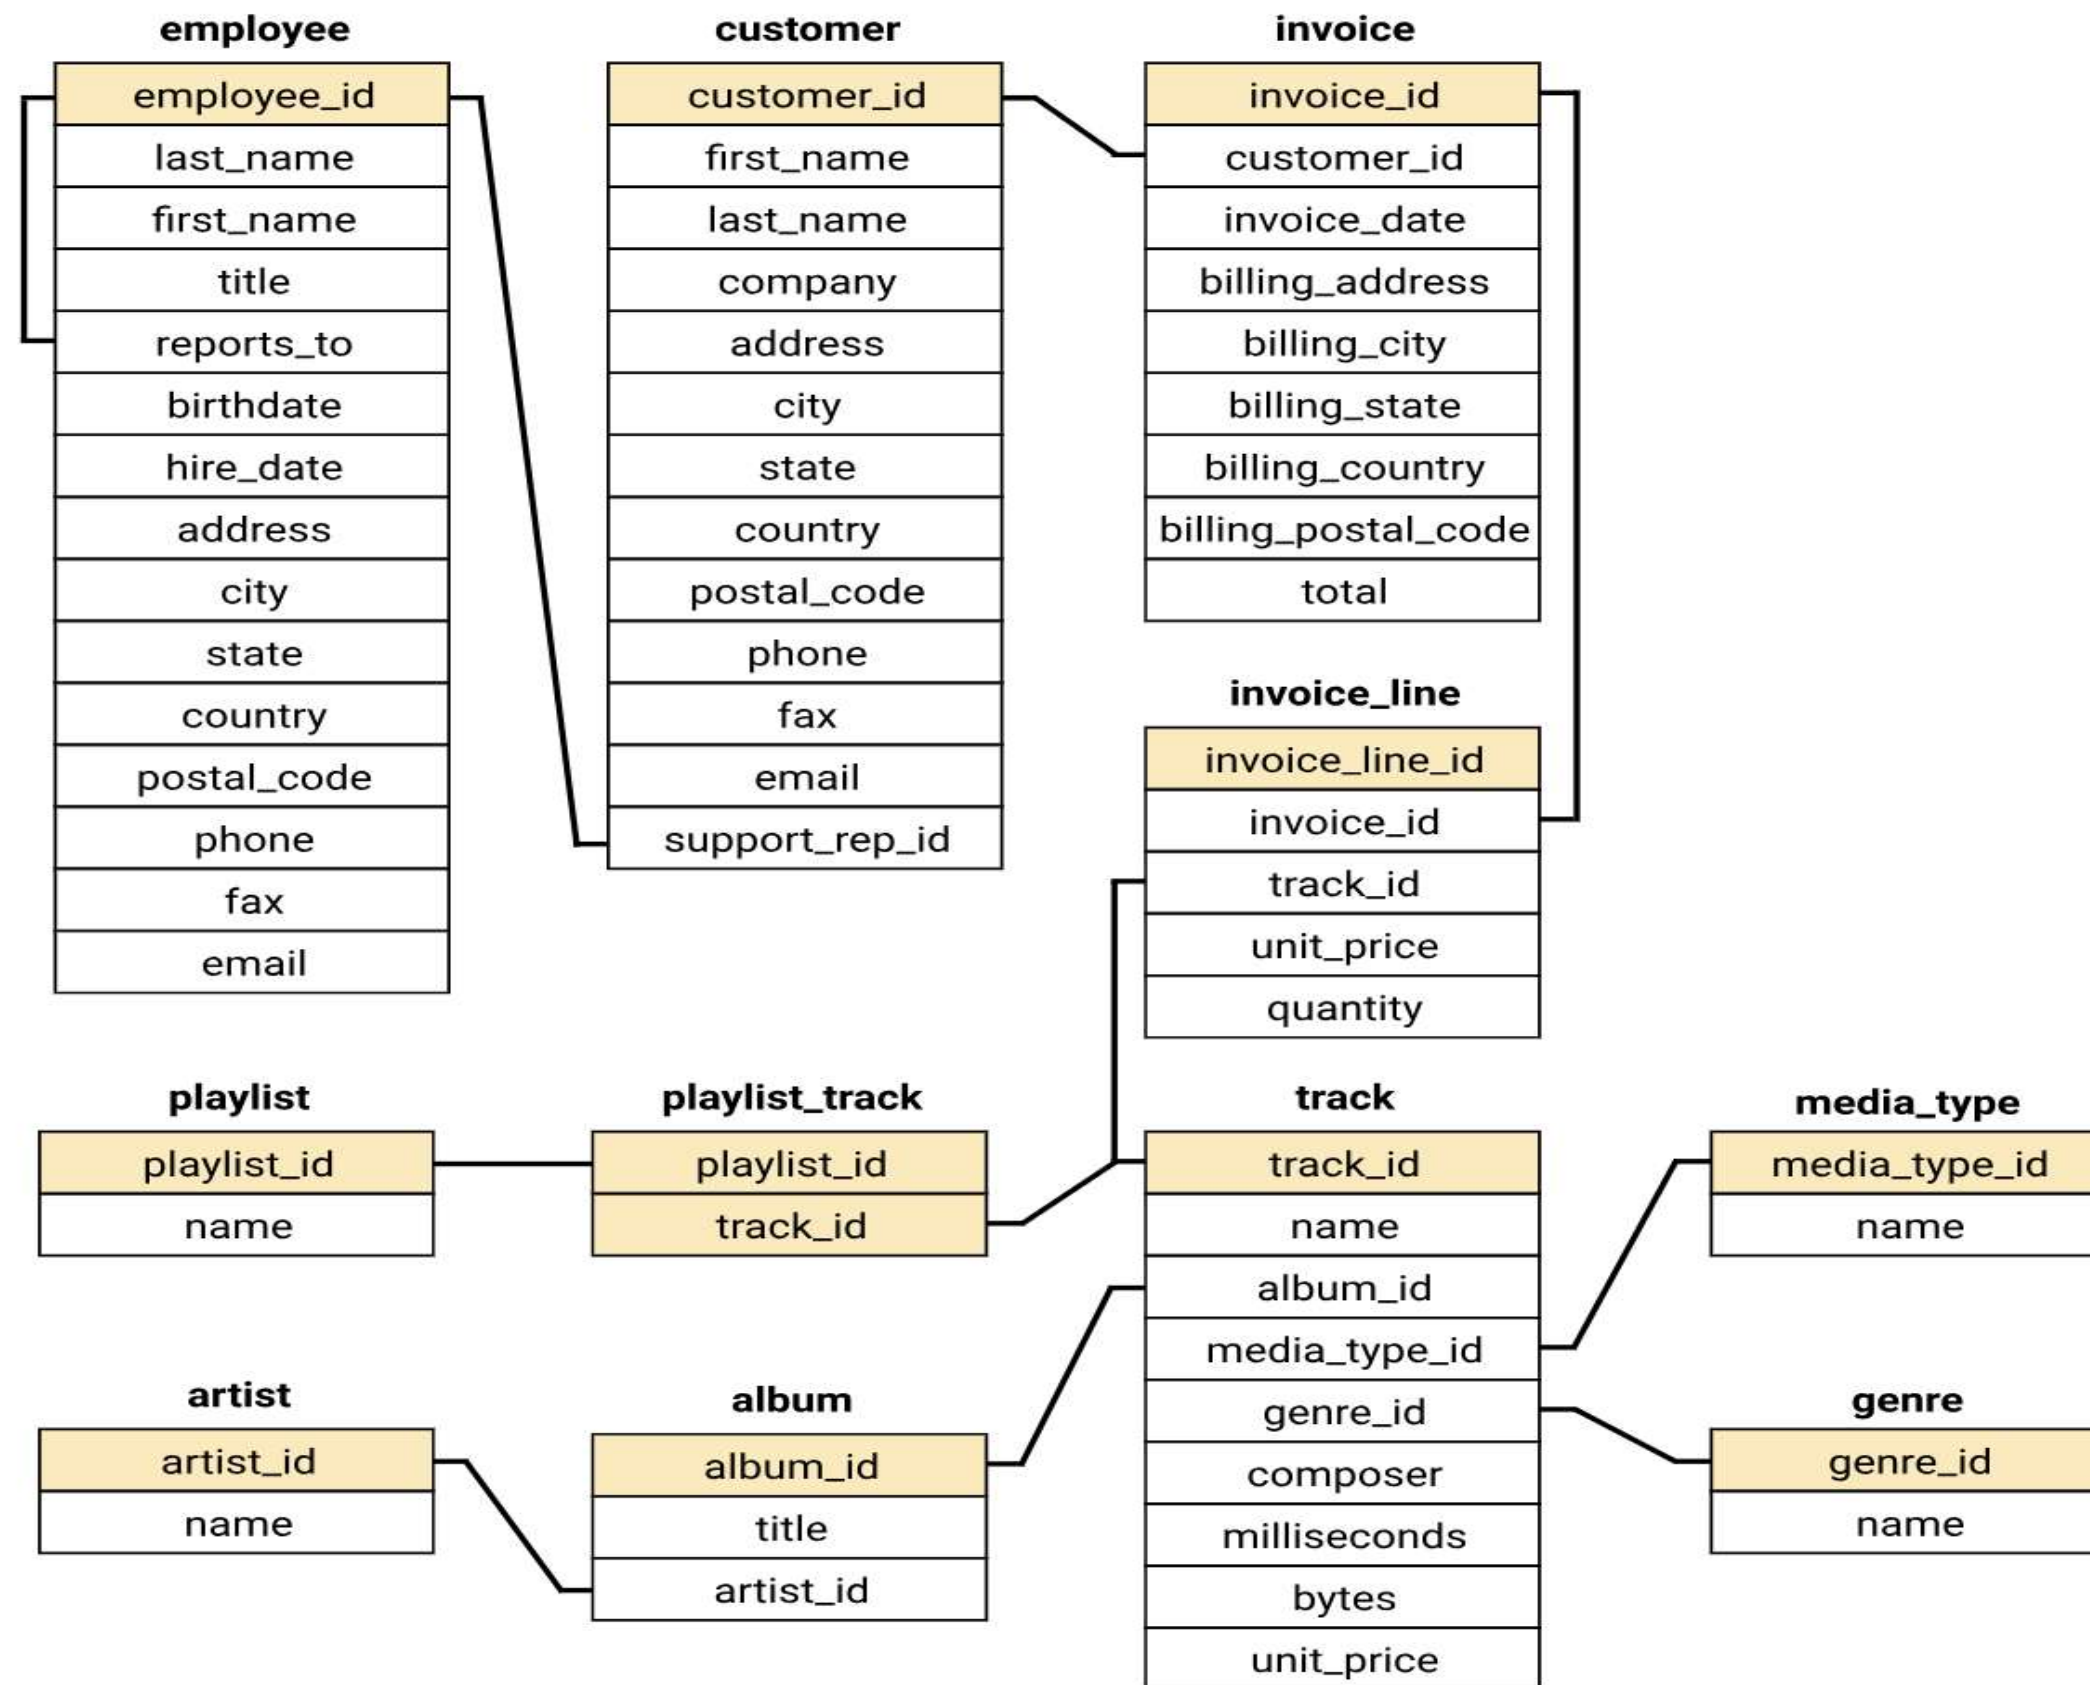 employee
employee_id
last_name
first_name
title
reports_to
birthdate
hire_date
address
city
state
country
postal_code
phone
fax
email
customer
customer_id
first_name
last_name
company
address
city
state
country
postal_code
phone
fax
email
support_rep_id
invoice
invoice_id
customer_id
invoice_date
billing_address
billing_city
billing_state
billing_country
billing_postal_code
total
invoice_line
invoice_line_id
invoice_id
track_id
unit_price
quantity
playlist
playlist_id
name
playlist_track
playlist_id
track_id
track
track_id
name
album_id
media_type_id
genre_id
composer
milliseconds
bytes
unit_price
media_type
media_type_id
name
artist
artist_id
name
album
album_id
title
artist_id
genre
genre_id
name